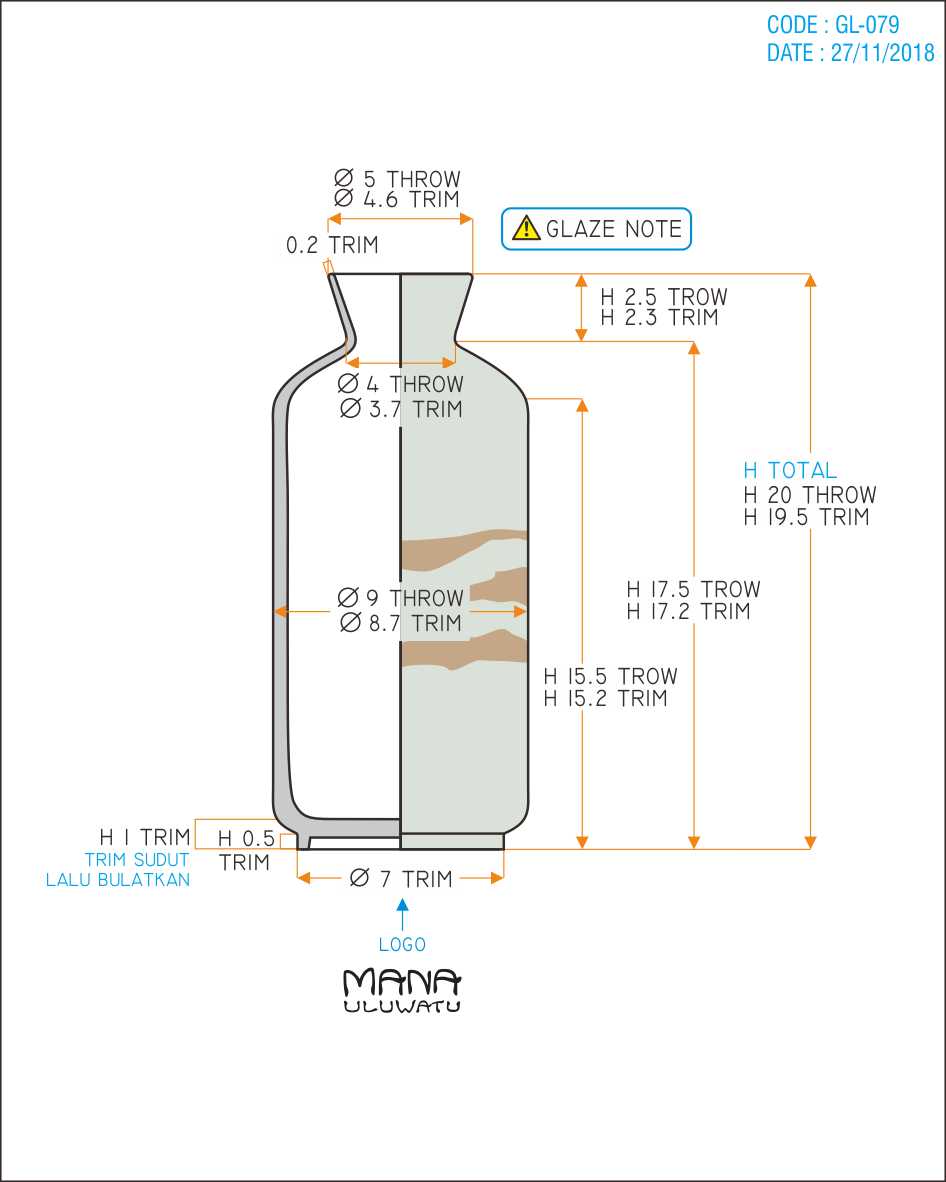 CODE : GL-079
DATE : 27/11/2018
Ø 5 THROW
Ø 4.6 TRIM
GLAZE NOTE
0.2 TRIM
H 2.5 TROW
H 2.3 TRIM
Ø 4 THROW
Ø 3.7 TRIM
H TOTAL
H 20 THROW
H 19.5 TRIM
H 17.5 TROW
H 17.2 TRIM
Ø 9 THROW
Ø 8.7 TRIM
H 15.5 TROW
H 15.2 TRIM
H 1 TRIM
TRIM SUDUT
LALU BULATKAN
H 0.5
TRIM
Ø 7 TRIM
LOGO
MANA
ULUWATU